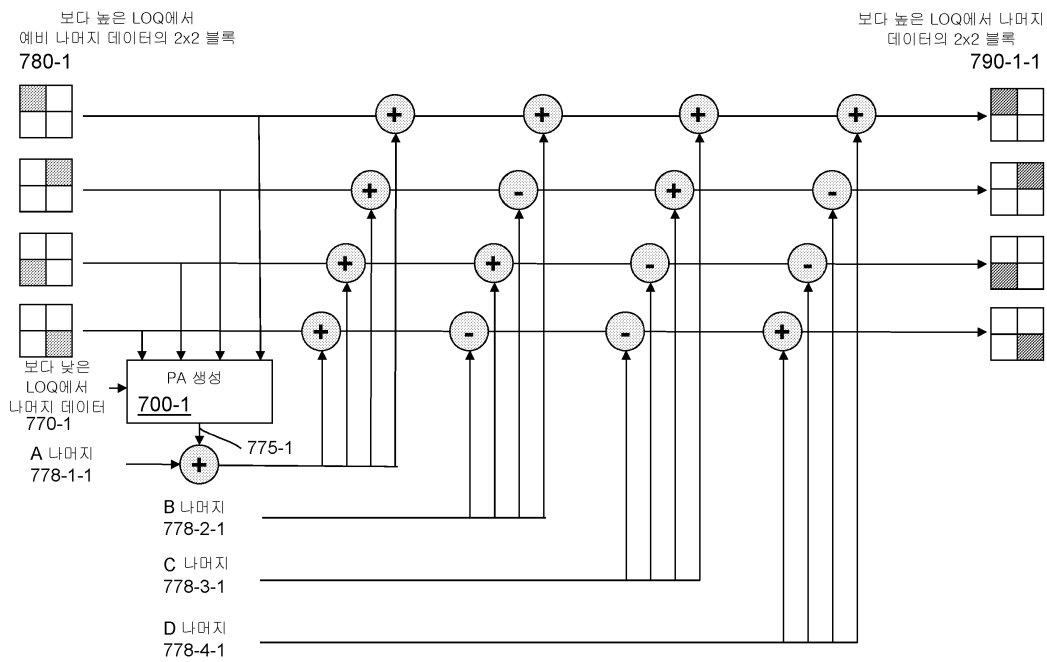 보다 높은 LOQ에서
예비 나머지 데이터의 2x2 블록
780-1
보다 높은 LOQ에서 나머지
데이터의 2x2 블록
790-1-1
+
+
+
+
+
-
+
-
+
+
-
-
+
-
-
+
보다 낮은
LOQ에서
나머지 데이터
770-1
PA 생성
700-1
775-1
A 나머지
778-1-1
+
B 나머지
778-2-1
C 나머지
778-3-1
D 나머지
778-4-1